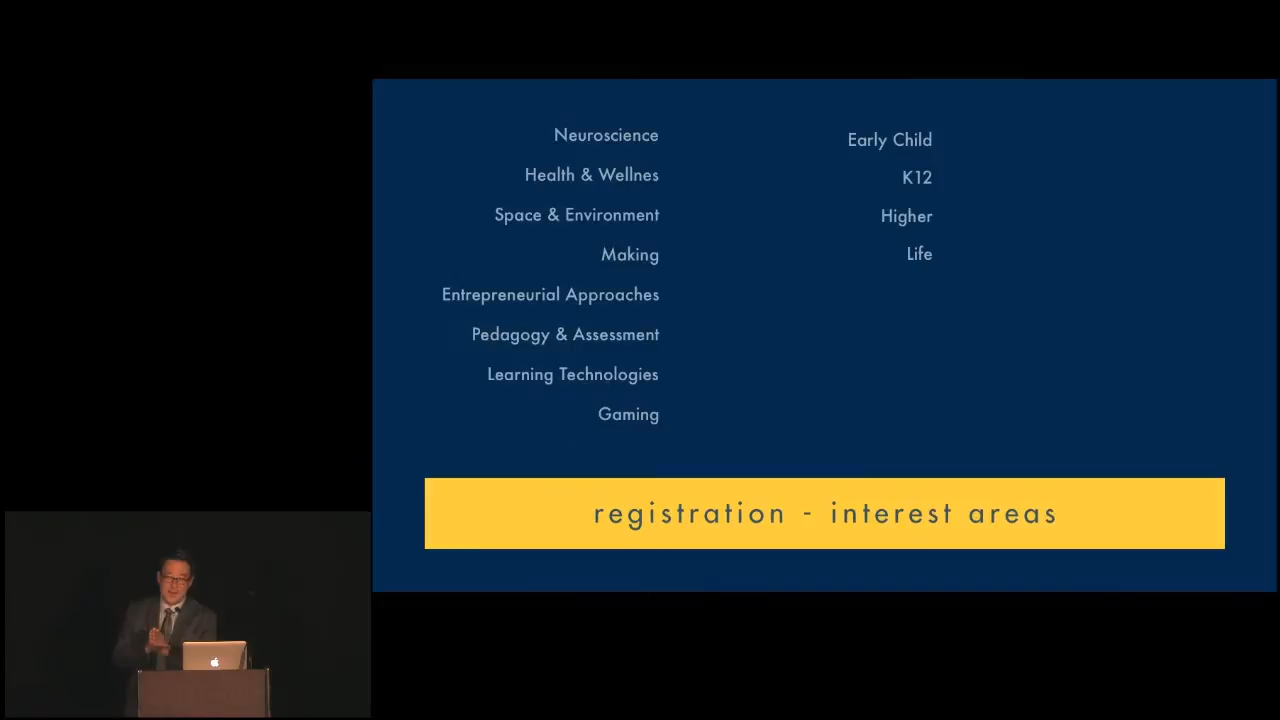 Neuroscience
Health & Wellnes
Space & Environment
Making
Entrepreneurial Approaches
Pedagogy & Assessment
Learning Technologies
Gaming
Early Child
K12
Higher
Life
registration - interest areas